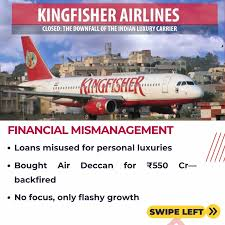 KINGFISHER AIRLINES
CLOSED: THE DOWNFALL OF THE INDIAN LUXURY CARRIER
KINGFISHER
FINANCIAL MISMANAGEMENT
• Loans misused for personal luxuries
• Bought Air Deccan for ₹550 Cr—
backfired
• No focus, only flashy growth
SWIPE LEFT